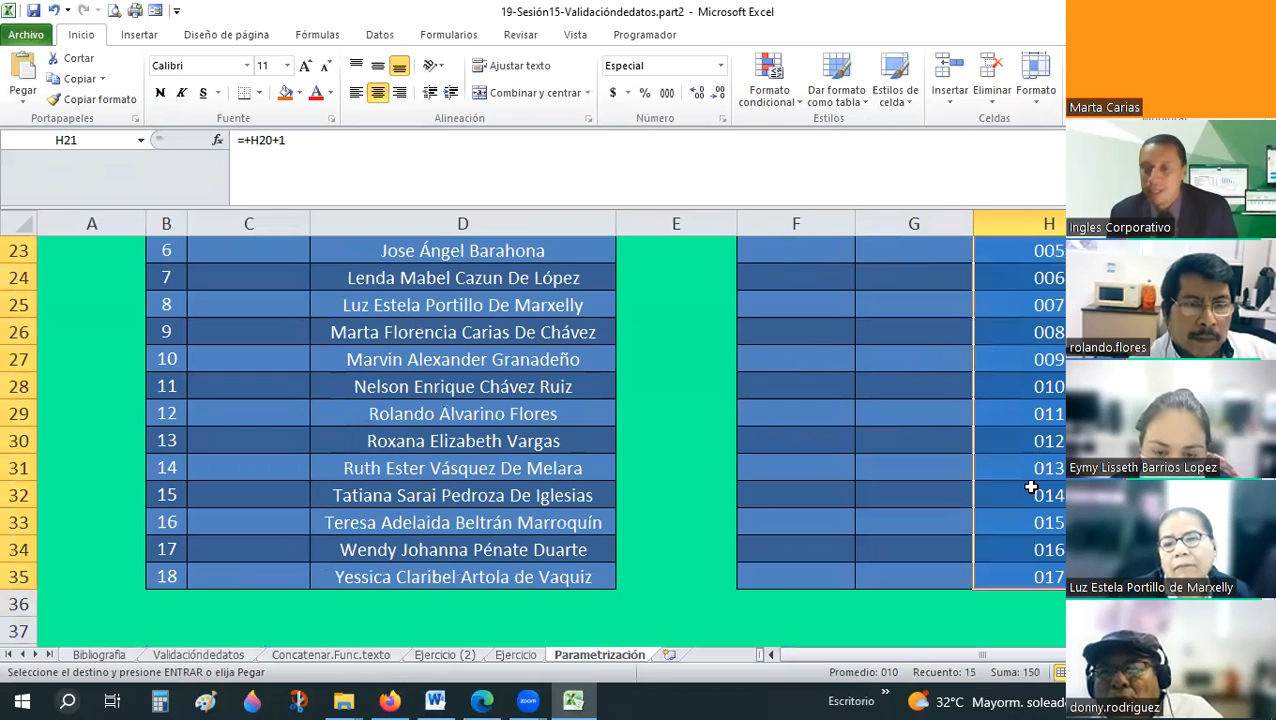 19-Sesión15-Validacióndedatos.part2 - Microsoft Excel
Archivo Inicio Insertar Diseño de página Fórmulas Datos Formularios Revisar Vista Programador
Pegar
Cortar
Copiar
Copiar formato
Portapapeles
Calibri 11
N K S
Fuente
Ajustar texto
Combinar y centrar
Alineación
Especial
$ % 000
Número
Formato condicional
Dar formato como tabla
Estilos de celda
Estilos
Insertar Eliminar Formato
Celdas
H21 fx =+H20+1
A B C D E F G H
23 6 Jose Ángel Barahona 005
24 7 Lenda Mabel Cazun De López 006
25 8 Luz Estela Portillo De Marxelly 007
26 9 Marta Florencia Carias De Chávez 008
27 10 Marvin Alexander Granadeño 009
28 11 Nelson Enrique Chávez Ruiz 010
29 12 Rolando Alvarino Flores 011
30 13 Roxana Elizabeth Vargas 012
31 14 Ruth Ester Vásquez De Melara 013
32 15 Tatiana Sarai Pedroza De Iglesias 014
33 16 Teresa Adelaida Beltrán Marroquín 015
34 17 Wendy Johanna Pénate Duarte 016
35 18 Yessica Claribel Artola de Vaquiz 017
36
37
Bibliografia Validacióndedatos Concatenar.Func.texto Ejercicio (2) Ejercicio Parametrización
Seleccione el destino y presione ENTRAR o elija Pegar Promedio: 010 Recuento: 15 Suma: 150
zoom
Escritorio » 32°C Mayorm. soleado
Marta Carias
Ingles Corporativo
rolando.flores
Eymy Lisseth Barrios Lopez
Luz Estela Portillo de Marxelly
donny.rodriguez